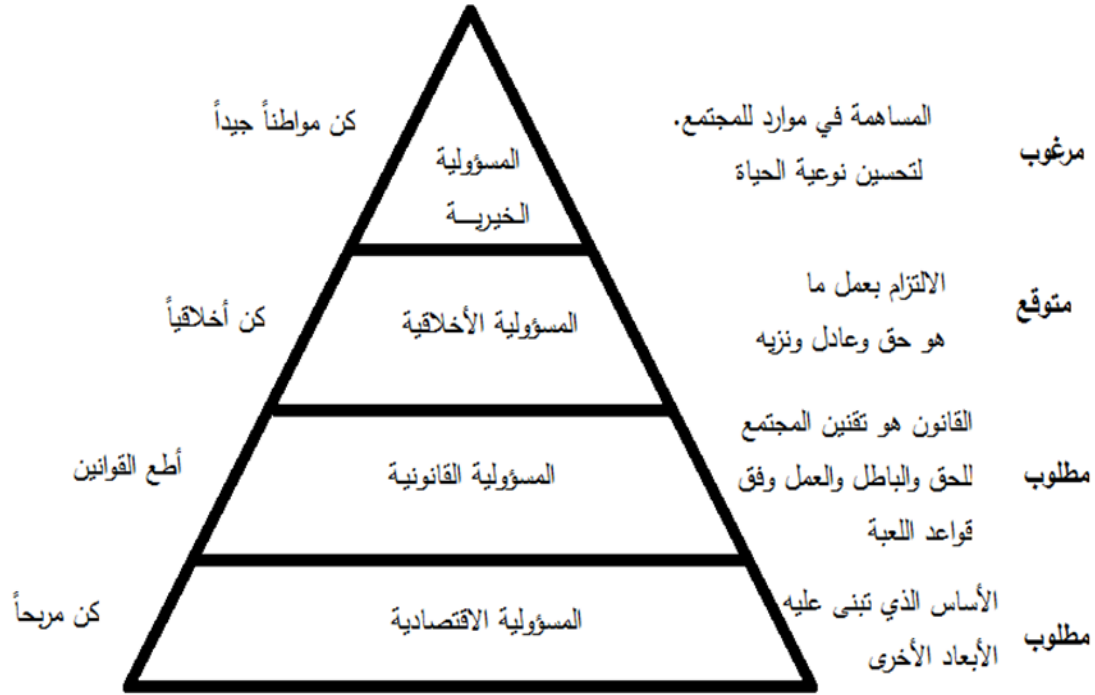 المساهمة في موارد للمجتمع.
لتحسين نوعية الحياة
مرغوب
المسؤولية
الخيريــة
كن مواطناً جيداً
الالتزام بعمل ما
هو حق وعادل ونزيه
متوقع
المسؤولية الأخلاقية
كن أخلاقياً
القانون هو تقنين المجتمع
للحق والباطل والعمل وفق
قواعد اللعبة
مطلوب
المسؤولية القانونية
أطع القوانين
الأساس الذي تبنى عليه
الأبعاد الأخرى
مطلوب
المسؤولية الاقتصادية
كن مربحاً